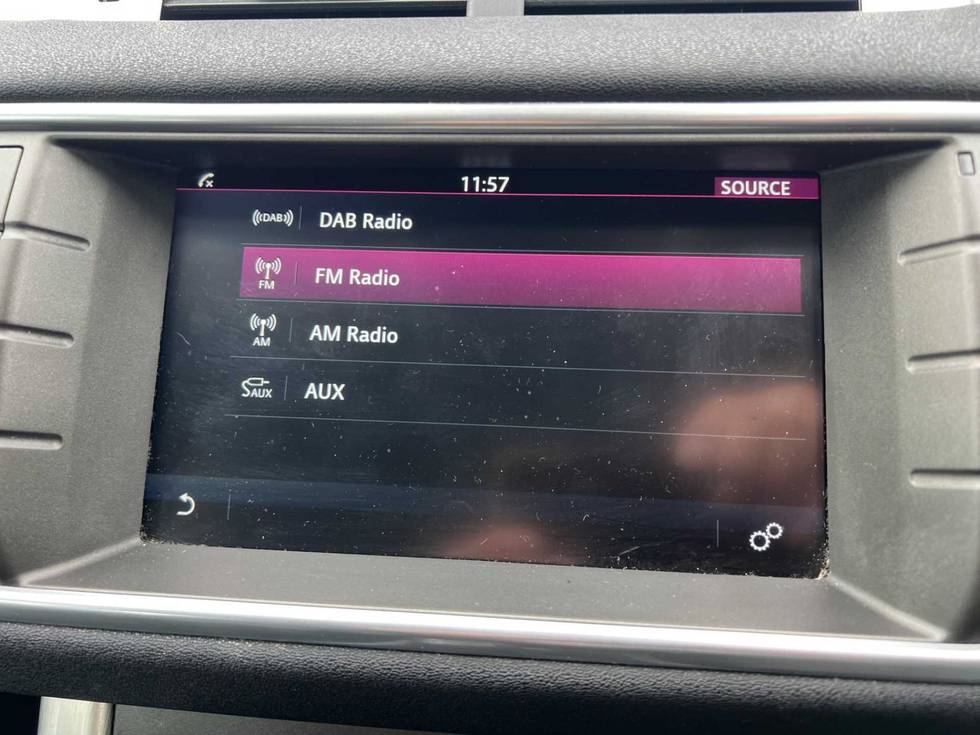 11:57
SOURCE
DAB
DAB Radio
FM
FM Radio
AM
AM Radio
AUX
AUX